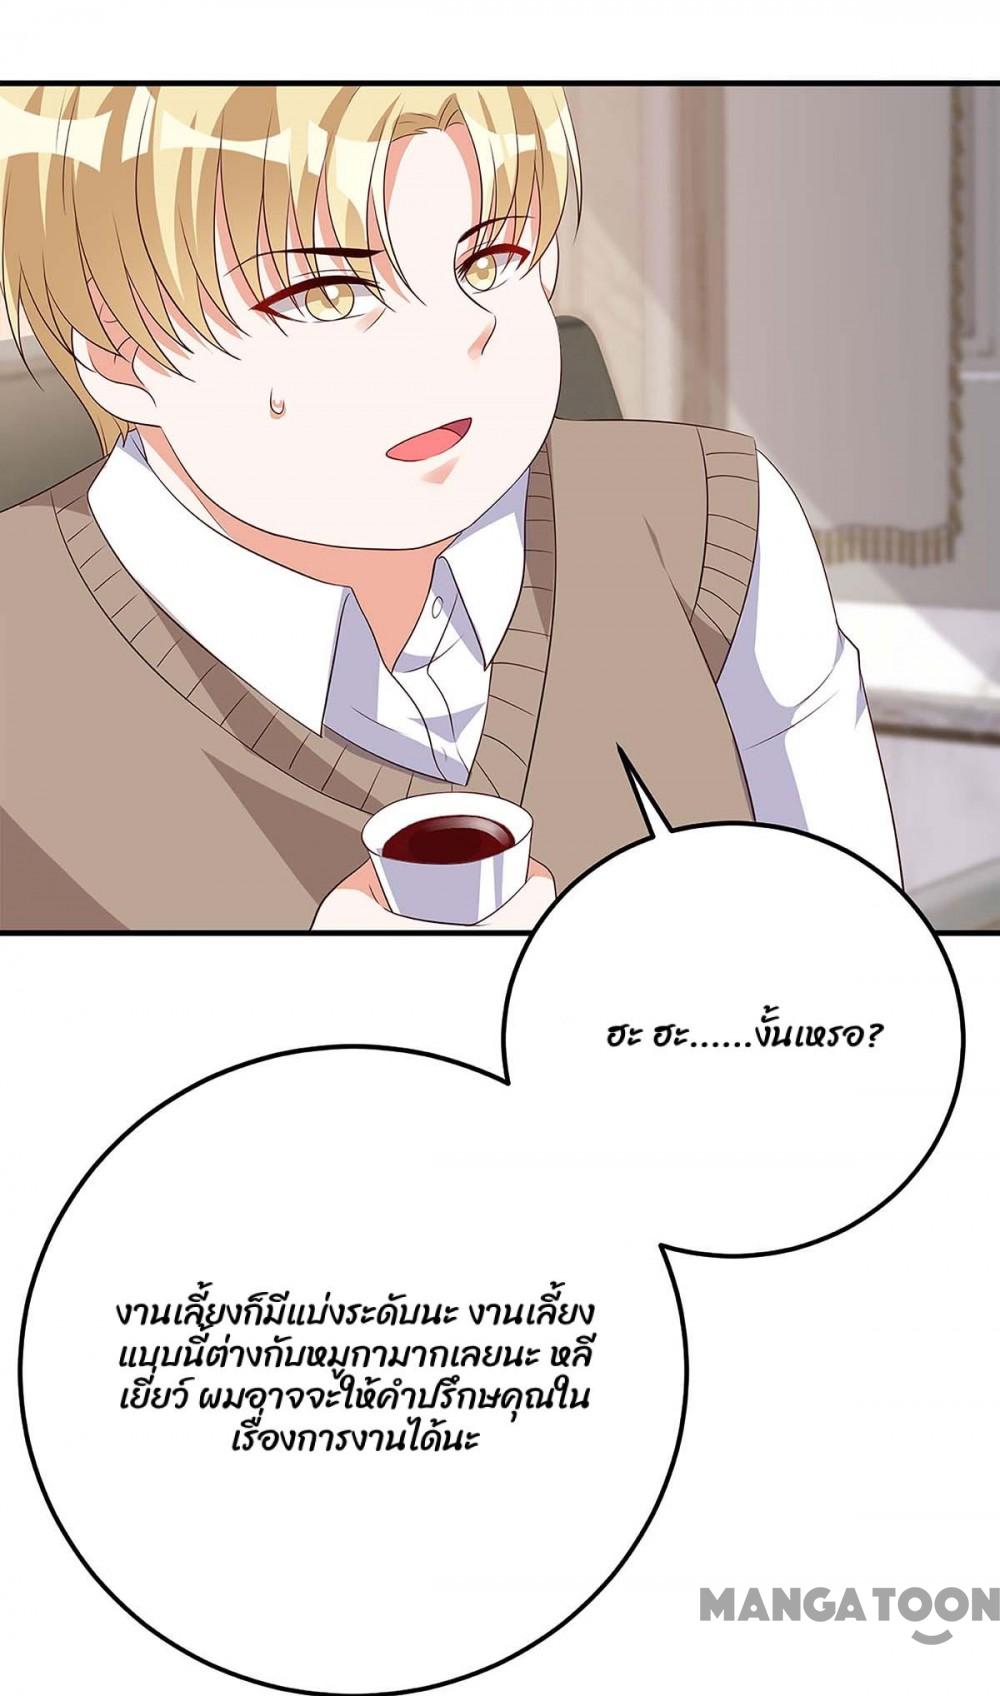 ฮะ ฮะ......งั้นเหรอ?
งานเลี้ยงก็มีแบ่งระดับนะ งานเลี้ยง
แบบนี้ต่างกับหมูกามากเลยนะ หลี
เยี่ยว์ ผมอาจจะให้คำปรึกษคุณใน
เรื่องการงานได้นะ
MANGATOON